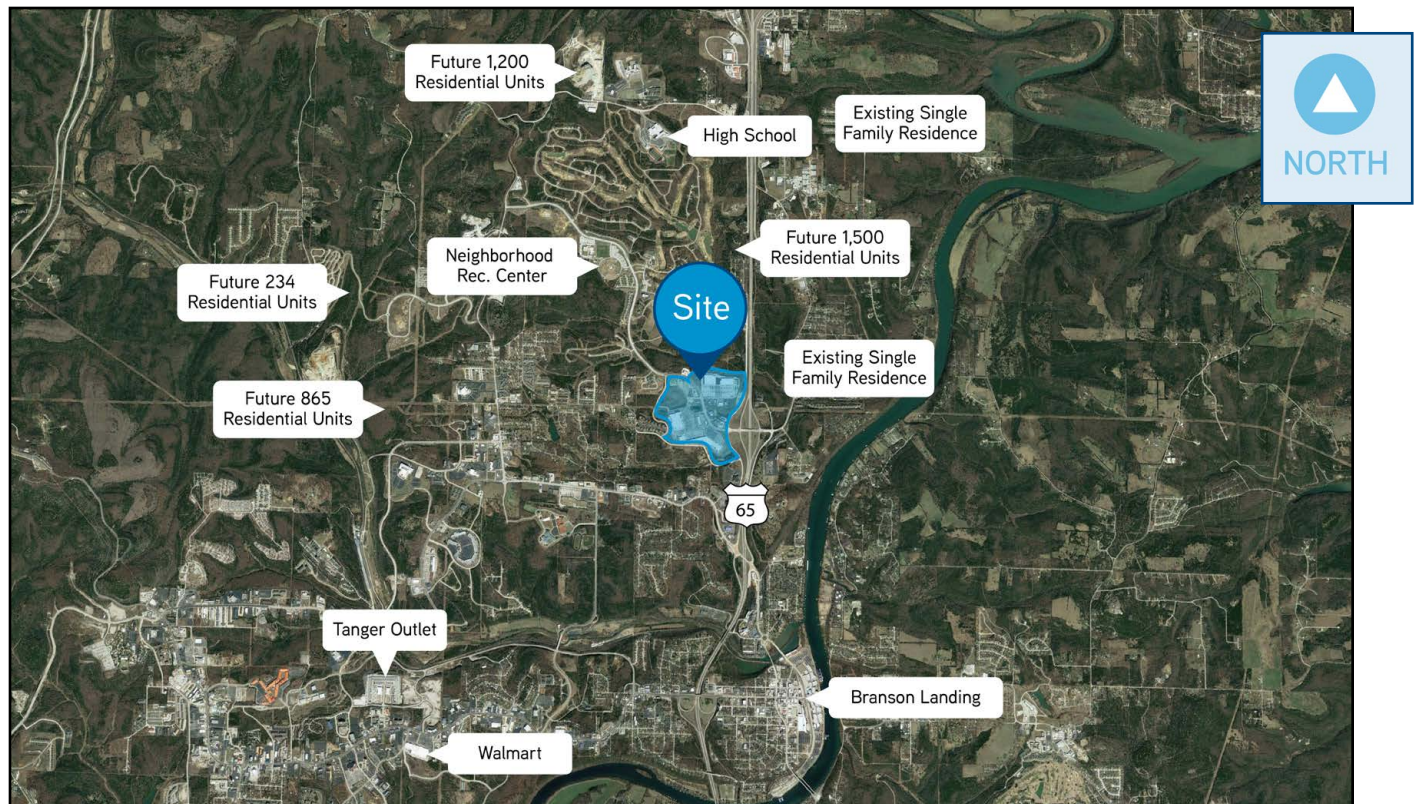 Future 1,200
Residential Units
High School
Existing Single
Family Residence
NORTH
Neighborhood
Rec. Center
Future 1,500
Residential Units
Future 234
Residential Units
Site
Existing Single
Family Residence
Future 865
Residential Units
65
Tanger Outlet
Branson Landing
Walmart